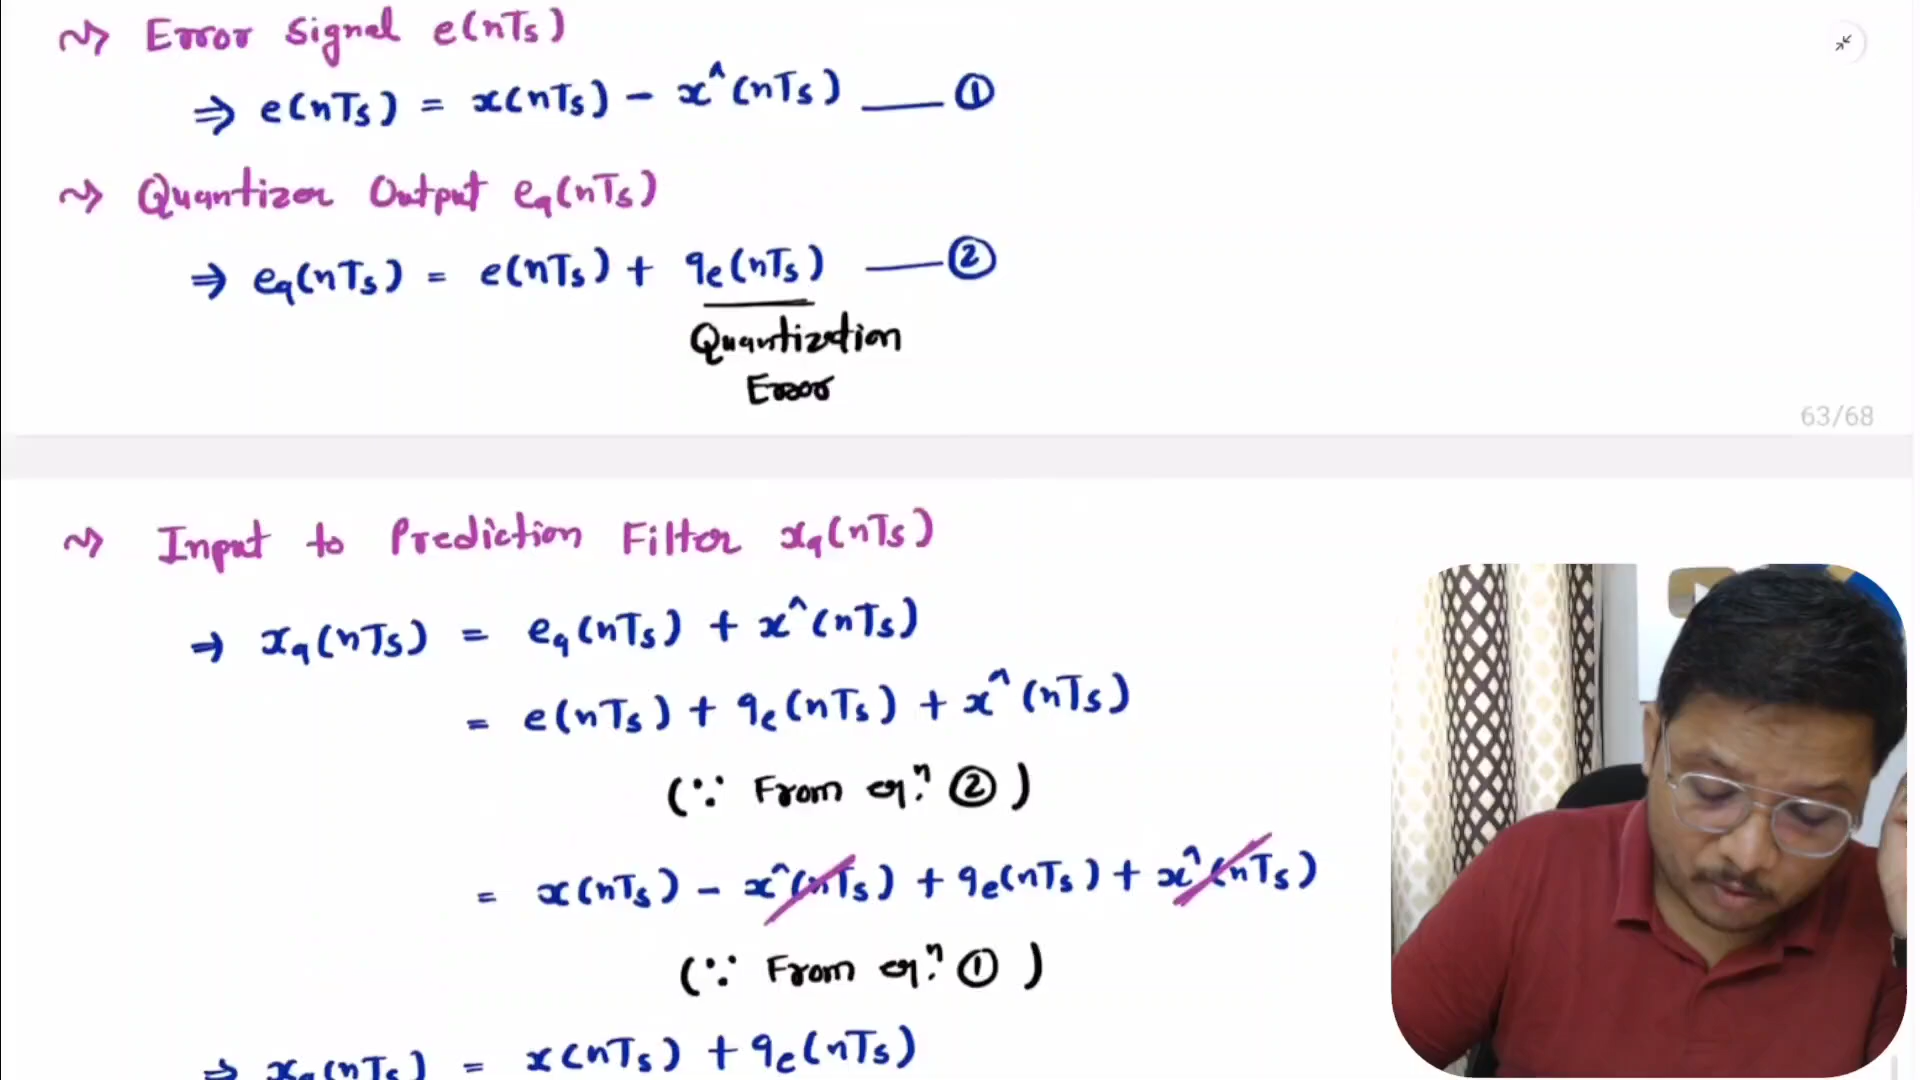 ⇝ Error Signal e(nTs)
⇒ e(nTs) = x(nTs) − x^(nTs) —— ①
⇝ Quantizer Output eq(nTs)
⇒ eq(nTs) = e(nTs) + qe(nTs) —— ②
Quantization
Error
63/68
⇝ Input to Prediction Filter xq(nTs)
⇒ xq(nTs) = eq(nTs) + x^(nTs)
= e(nTs) + qe(nTs) + x^(nTs)
(∵ From eqⁿ. ②)
= x(nTs) − x^(nTs) + qe(nTs) + x^(nTs)
(∵ From eqⁿ. ①)
⇒ xq(nTs) = x(nTs) + qe(nTs)